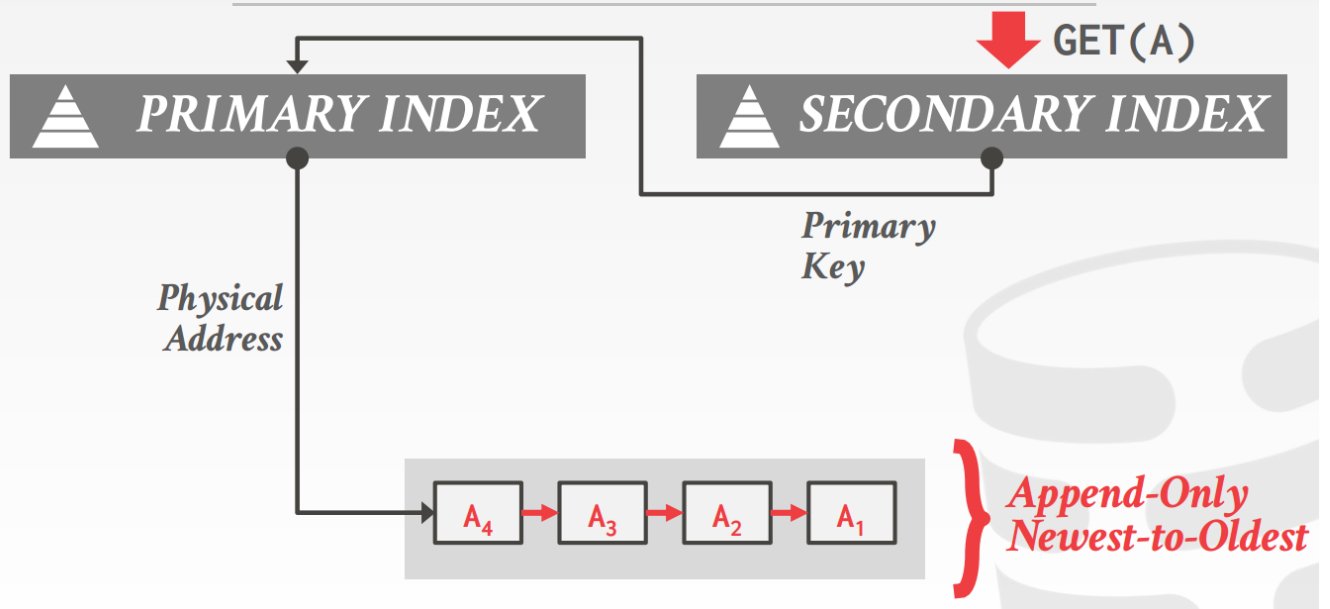 GET(A)
PRIMARY INDEX
SECONDARY INDEX
Primary
Key
Physical
Address
A₄
A₃
A₂
A₁
Append-Only
Newest-to-Oldest